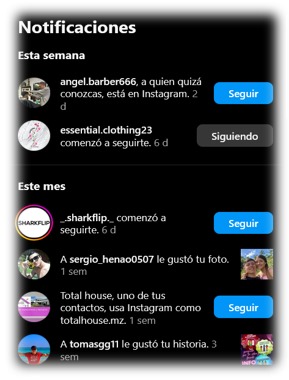 Notificaciones
Esta semana
angel.barber666, a quien quizá
conozcas, está en Instagram. 2
d
Seguir
essential.clothing23
comenzó a seguirte. 6 d
Siguiendo
Este mes
SHARKFLIP
_.sharkflip._ comenzó a
seguirte. 6 d
Seguir
A sergio_henao0507 le gustó tu foto.
1 sem
Total house, uno de tus
contactos, usa Instagram como
totalhouse.mz. 1 sem
Seguir
A tomasgg11 le gustó tu historia. 3
sem